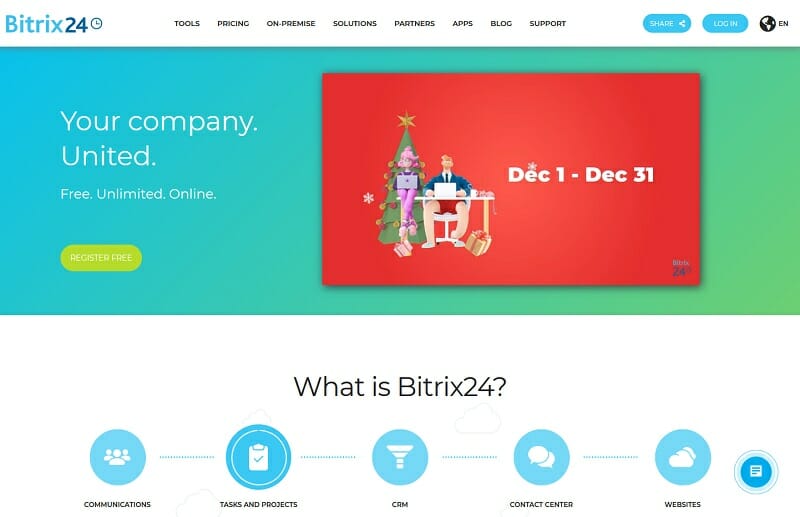 Bitrix24
TOOLS PRICING ON-PREMISE SOLUTIONS PARTNERS APPS BLOG SUPPORT
SHARE LOG IN EN
Your company.
United.
Free. Unlimited. Online.
REGISTER FREE
Dec 1 - Dec 31
Bitrix
24
What is Bitrix24?
COMMUNICATIONS TASKS AND PROJECTS CRM CONTACT CENTER WEBSITES